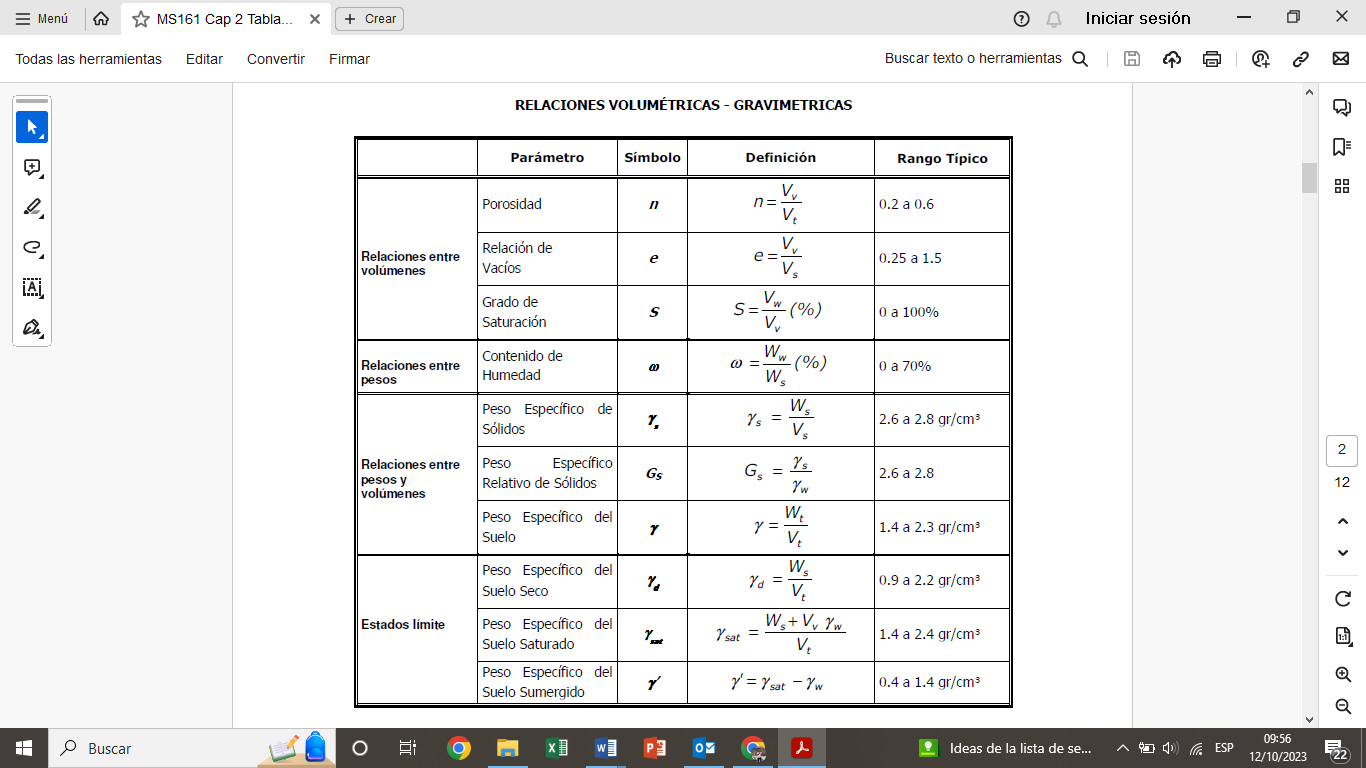 Menú
MS161 Cap 2 Tabla...
Crear
Iniciar sesión
Todas las herramientas
Editar
Convertir
Firmar
Buscar texto o herramientas
RELACIONES VOLUMÉTRICAS - GRAVIMETRICAS
Parámetro Símbolo Definición Rango Típico
Relaciones entre
volúmenes
Porosidad n n = Vv / Vt 0.2 a 0.6
Relación de
Vacíos e e = Vv / Vs 0.25 a 1.5
Grado de
Saturación S S = Vw / Vv (%) 0 a 100%
Relaciones entre
pesos
Contenido de
Humedad ω ω = Ww / Ws (%) 0 a 70%
Relaciones entre
pesos y
volúmenes
Peso Específico de
Sólidos γs γs = Ws / Vs 2.6 a 2.8 gr/cm³
Peso Específico
Relativo de Sólidos Gs Gs = γs / γw 2.6 a 2.8
Peso Específico del
Suelo γ γ = Wt / Vt 1.4 a 2.3 gr/cm³
Estados límite
Peso Específico del
Suelo Seco γd γd = Ws / Vt 0.9 a 2.2 gr/cm³
Peso Específico del
Suelo Saturado γsat γsat = Ws + Vv γw / Vt 1.4 a 2.4 gr/cm³
Peso Específico del
Suelo Sumergido γ' γ' = γsat − γw 0.4 a 1.4 gr/cm³
2
12
1:1
Buscar
Ideas de la lista de se...
ESP
09:56
12/10/2023
22